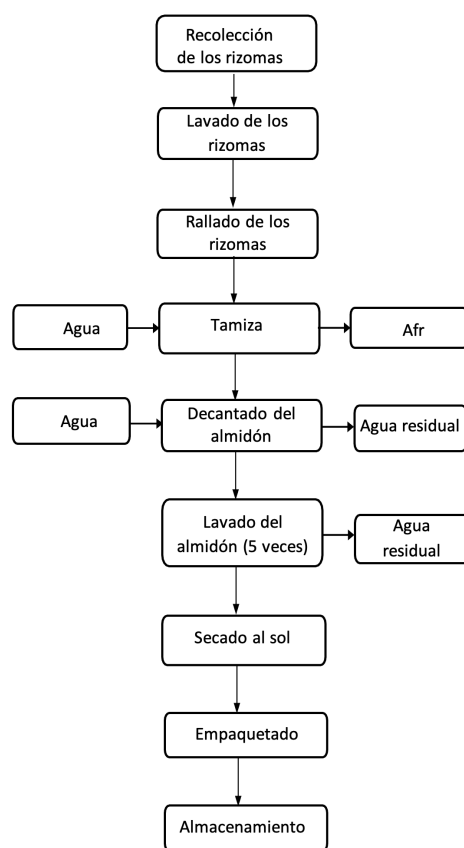 Recolección
de los rizomas
Lavado de los
rizomas
Rallado de los
rizomas
Agua
Tamiza
Afr
Agua
Decantado del
almidón
Agua residual
Lavado del
almidón (5 veces)
Agua
residual
Secado al sol
Empaquetado
Almacenamiento